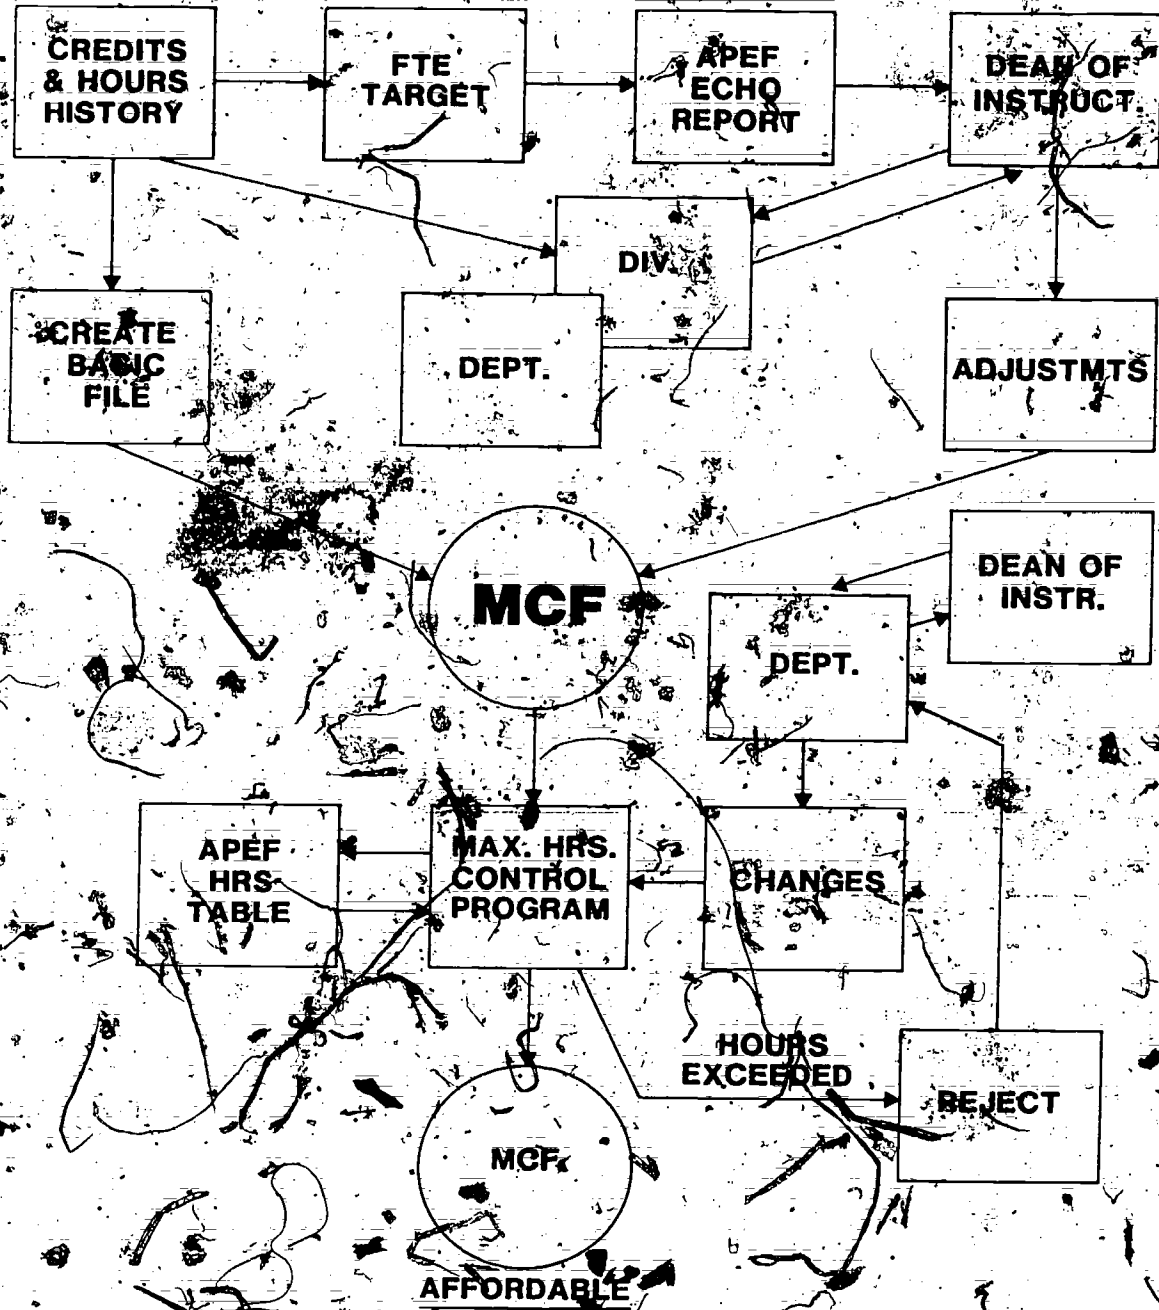 CREDITS
& HOURS
HISTORY
FTE
TARGET
APEF
ECHO
REPORT
DEAN OF
INSTRUCT.
DIV.
CREATE
BASIC
FILE
DEPT.
ADJUSTMTS
MCF
DEAN OF
INSTR.
DEPT.
APEF
HRS
TABLE
MAX. HRS.
CONTROL
PROGRAM
CHANGES
HOURS
EXCEEDED
REJECT
MCF
AFFORDABLE